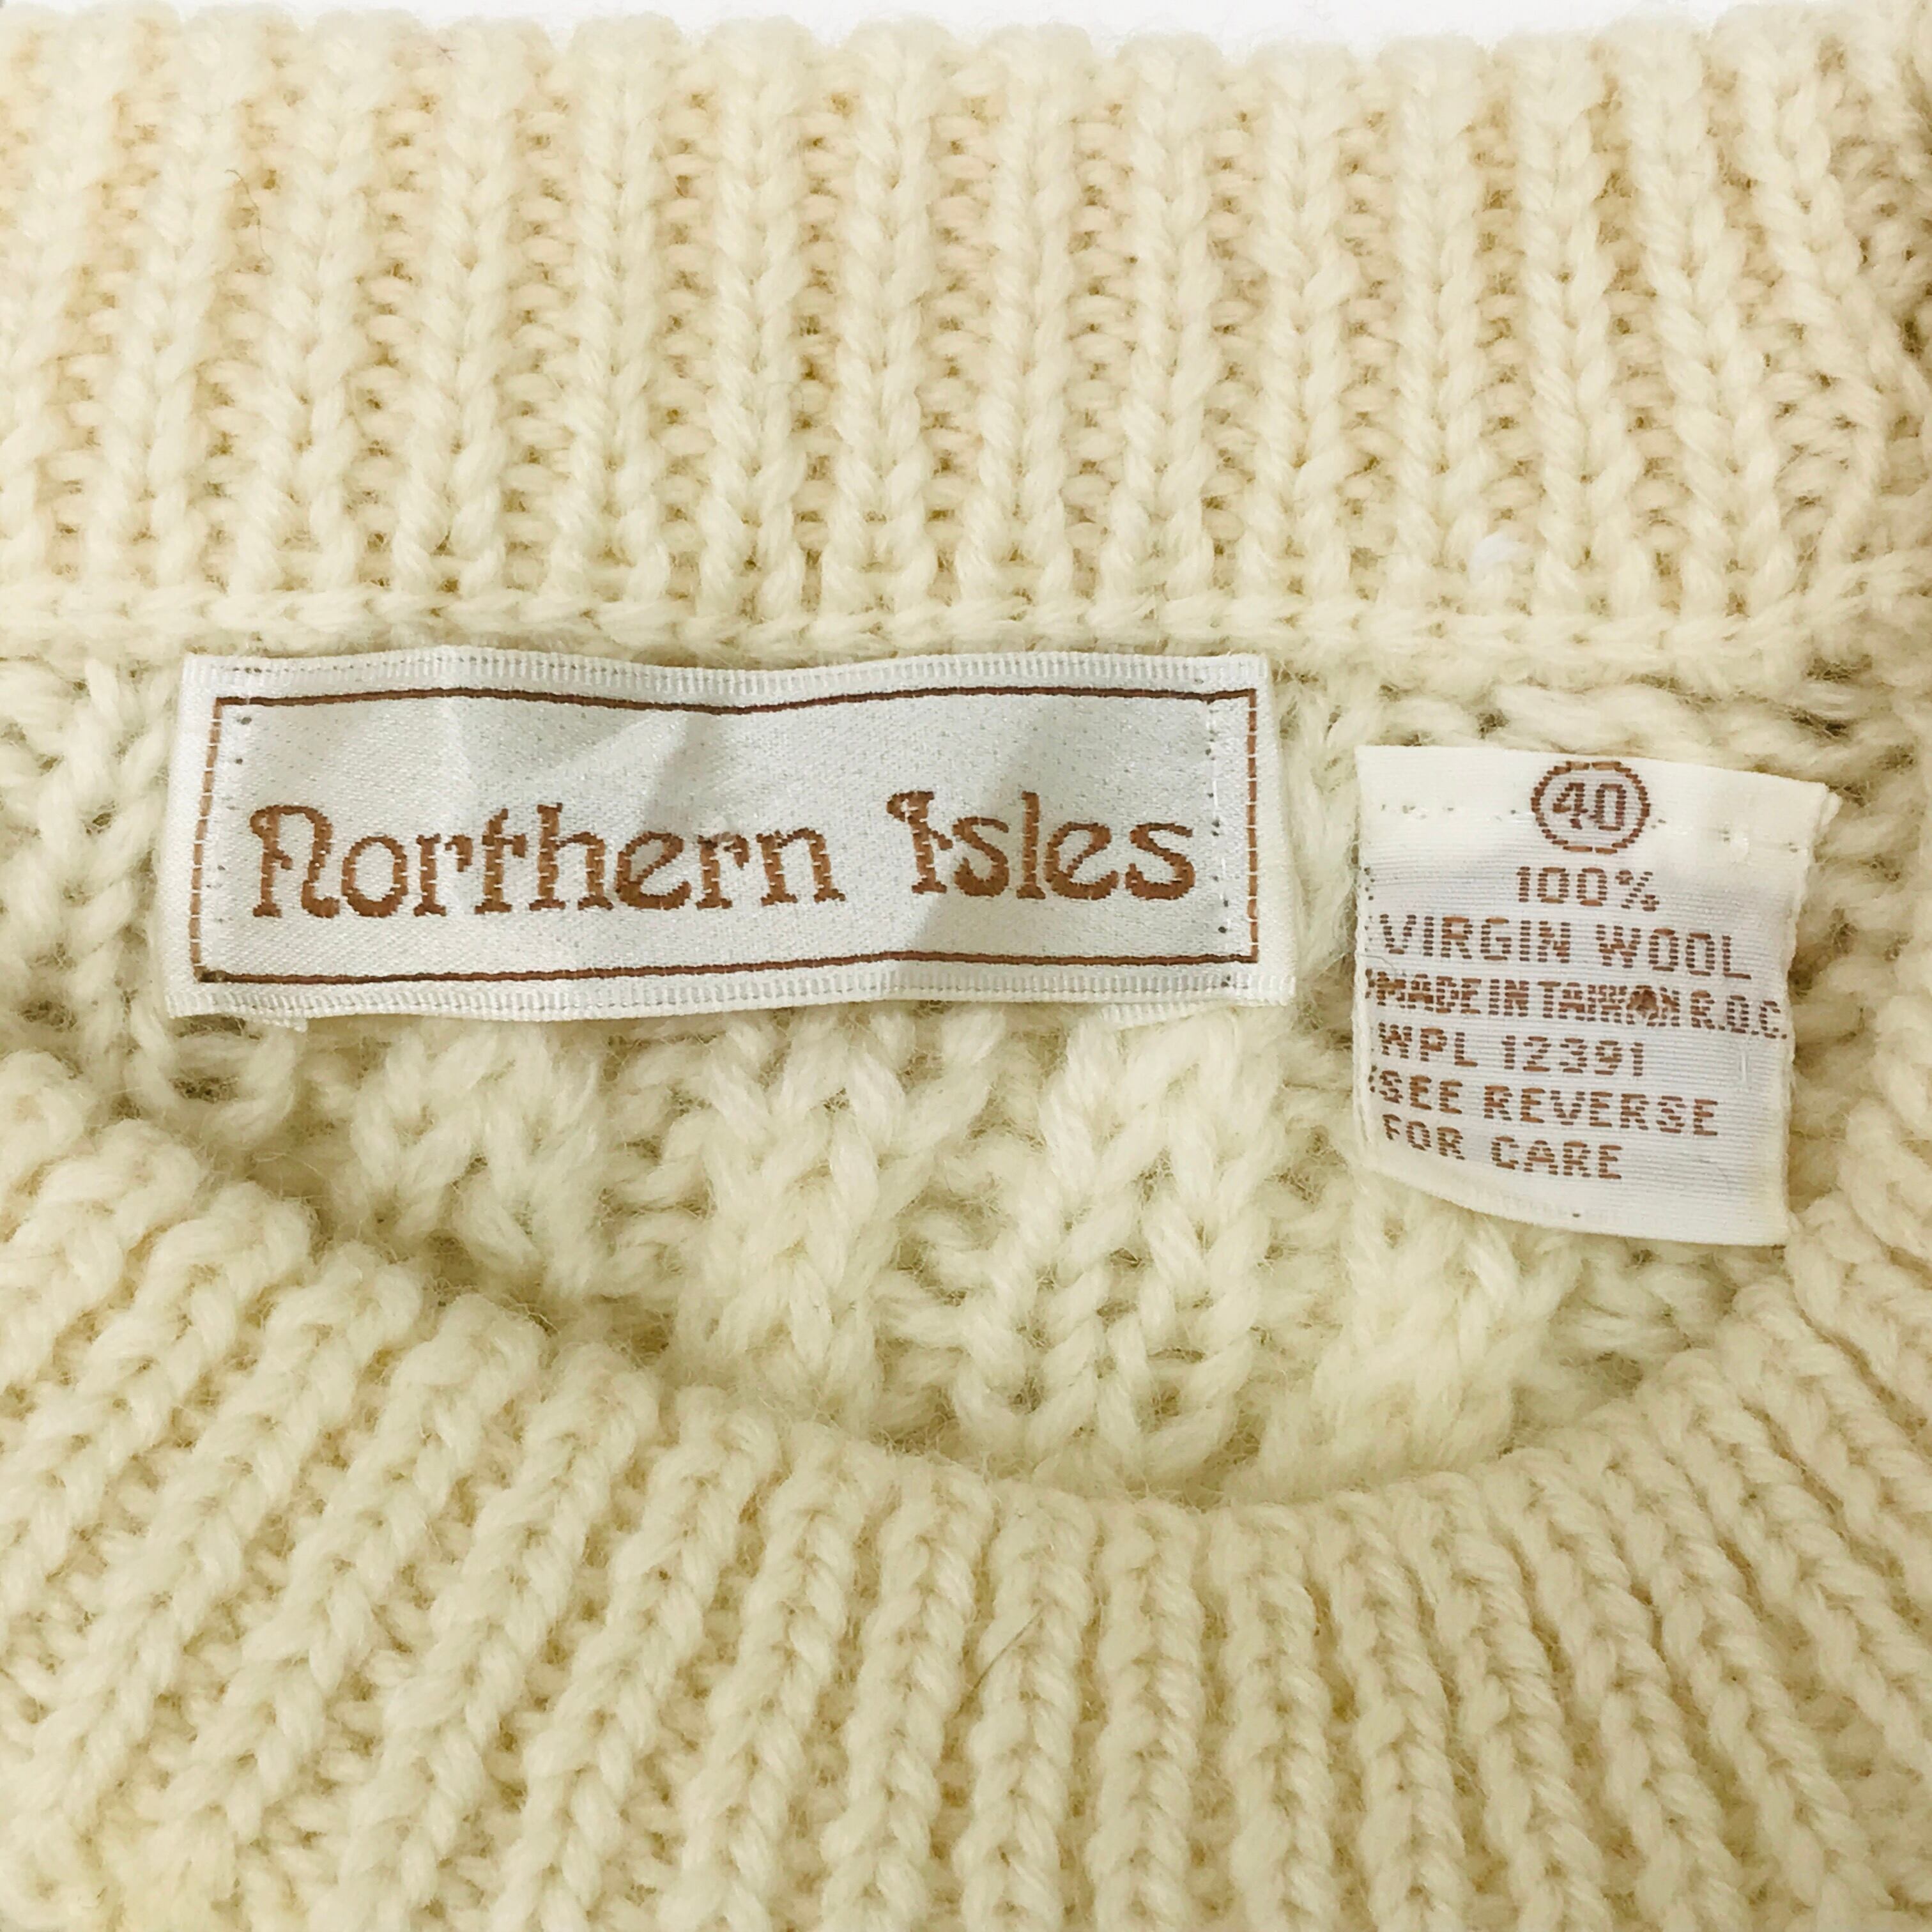 Northern Isles
40
100%
VIRGIN WOOL
MADE IN TAIWAN R.O.C.
WPL 12391
SEE REVERSE
FOR CARE